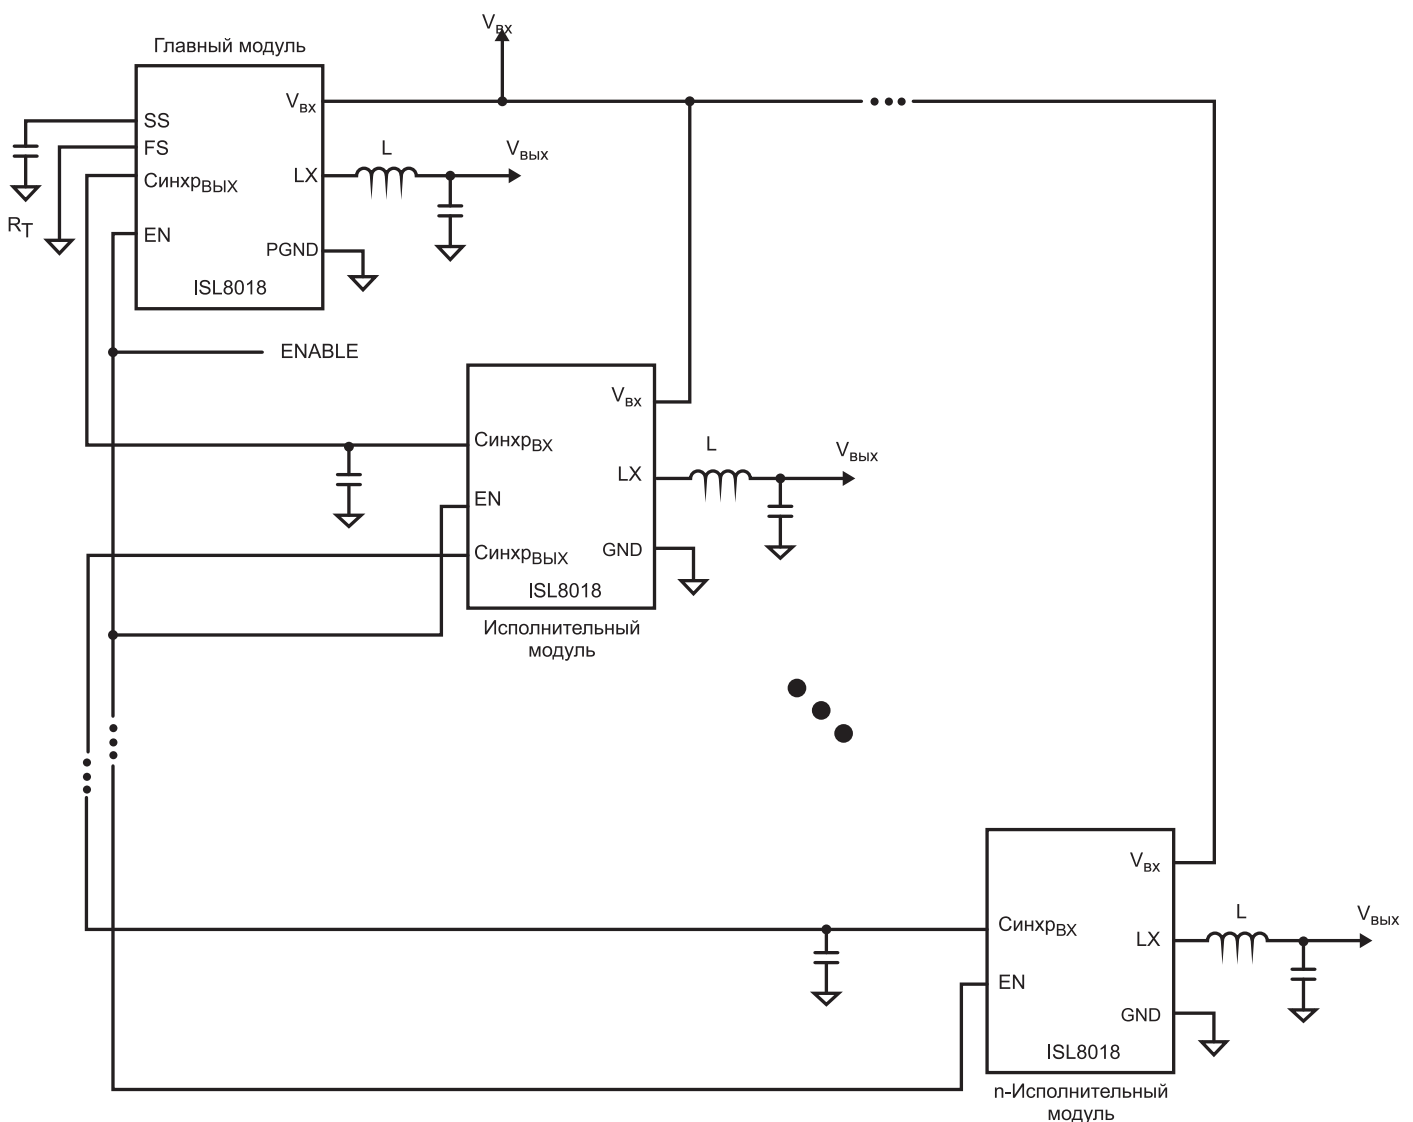 Vвх
Главный модуль
Vвх
SS
FS
СинхрВЫХ
EN
RT
LX
L
Vвых
PGND
ISL8018
ENABLE
Vвх
СинхрВХ
LX
L
Vвых
EN
СинхрВЫХ
GND
ISL8018
Исполнительный
модуль
Vвх
СинхрВХ
LX
L
Vвых
EN
GND
ISL8018
n-Исполнительный
модуль